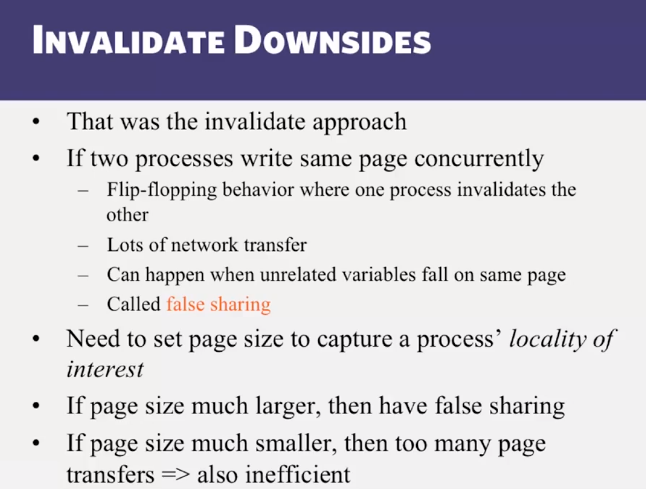 INVALIDATE DOWNSIDES
• That was the invalidate approach
• If two processes write same page concurrently
– Flip-flopping behavior where one process invalidates the
other
– Lots of network transfer
– Can happen when unrelated variables fall on same page
– Called false sharing
• Need to set page size to capture a process’ locality of
interest
• If page size much larger, then have false sharing
• If page size much smaller, then too many page
transfers => also inefficient